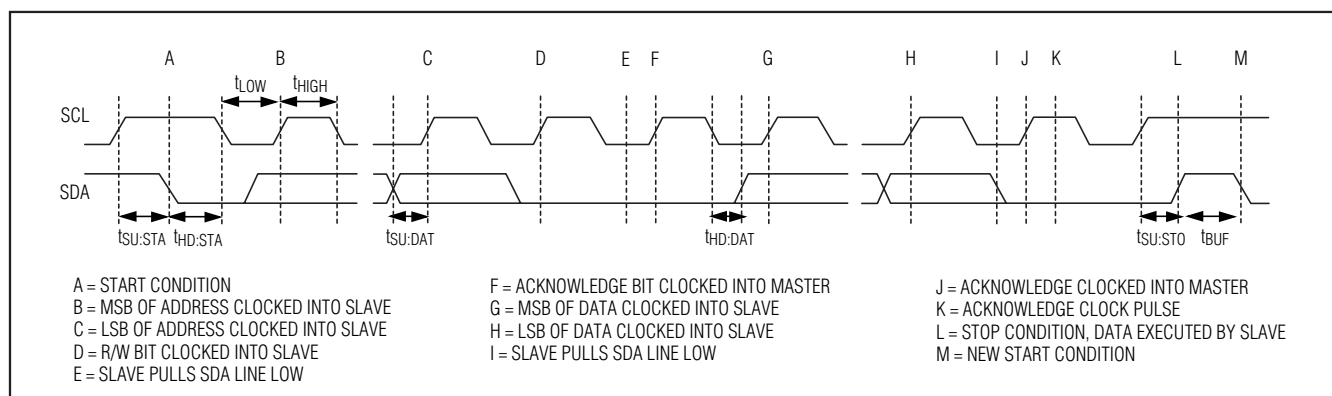 A B C D E F G H I J K L M
tLOW tHIGH
SCL
SDA
tSU:STA tHD:STA tSU:DAT tHD:DAT tSU:STO tBUF
A = START CONDITION
B = MSB OF ADDRESS CLOCKED INTO SLAVE
C = LSB OF ADDRESS CLOCKED INTO SLAVE
D = R/W BIT CLOCKED INTO SLAVE
E = SLAVE PULLS SDA LINE LOW
F = ACKNOWLEDGE BIT CLOCKED INTO MASTER
G = MSB OF DATA CLOCKED INTO SLAVE
H = LSB OF DATA CLOCKED INTO SLAVE
I = SLAVE PULLS SDA LINE LOW
J = ACKNOWLEDGE CLOCKED INTO MASTER
K = ACKNOWLEDGE CLOCK PULSE
L = STOP CONDITION, DATA EXECUTED BY SLAVE
M = NEW START CONDITION